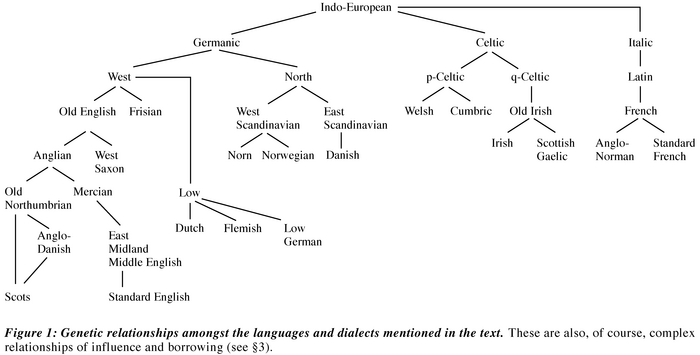 Indo-European
Germanic
Celtic
Italic
West
North
p-Celtic
q-Celtic
Latin
Old English
Frisian
West
Scandinavian
East
Scandinavian
Welsh
Cumbric
Old Irish
French
Anglian
West
Saxon
Norn
Norwegian
Danish
Irish
Scottish
Gaelic
Anglo-
Norman
Standard
French
Old
Northumbrian
Mercian
Low
Dutch
Flemish
Low
German
Anglo-
Danish
East
Midland
Middle English
Scots
Standard English
Figure 1: Genetic relationships amongst the languages and dialects mentioned in the text. These are also, of course, complex
relationships of influence and borrowing (see §3).